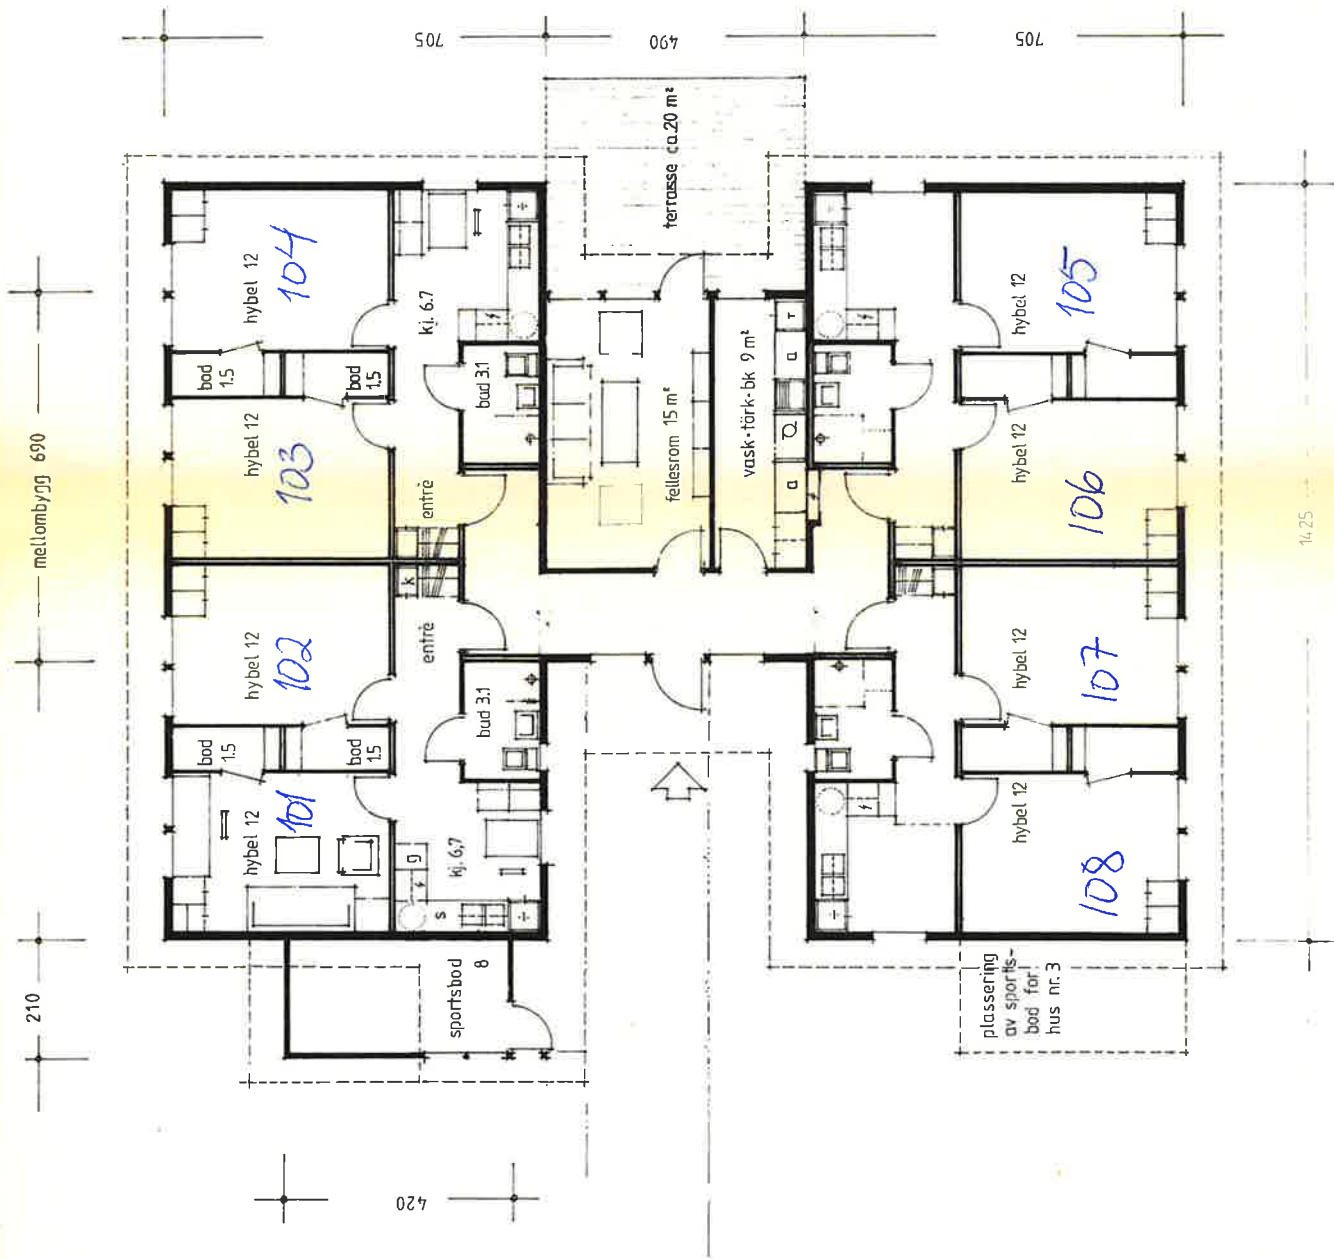 705
490
705
terrasse ca.20 m²
mellombygg 690
210
420
1425
hybel 12
104
kj. 6.7
bod
1.5
bod
1.5
bad 3.1
hybel 12
103
entrè
fellesrom 15 m²
vask-törk-bk 9 m²
hybel 12
105
hybel 12
106
hybel 12
102
k
entrè
bad 3.1
bod
1.5
bod
1.5
hybel 12
101
g
s
kj. 6,7
hybel 12
107
hybel 12
108
sportsbod
8
plassering
av sports-
bod for
hus nr. 3